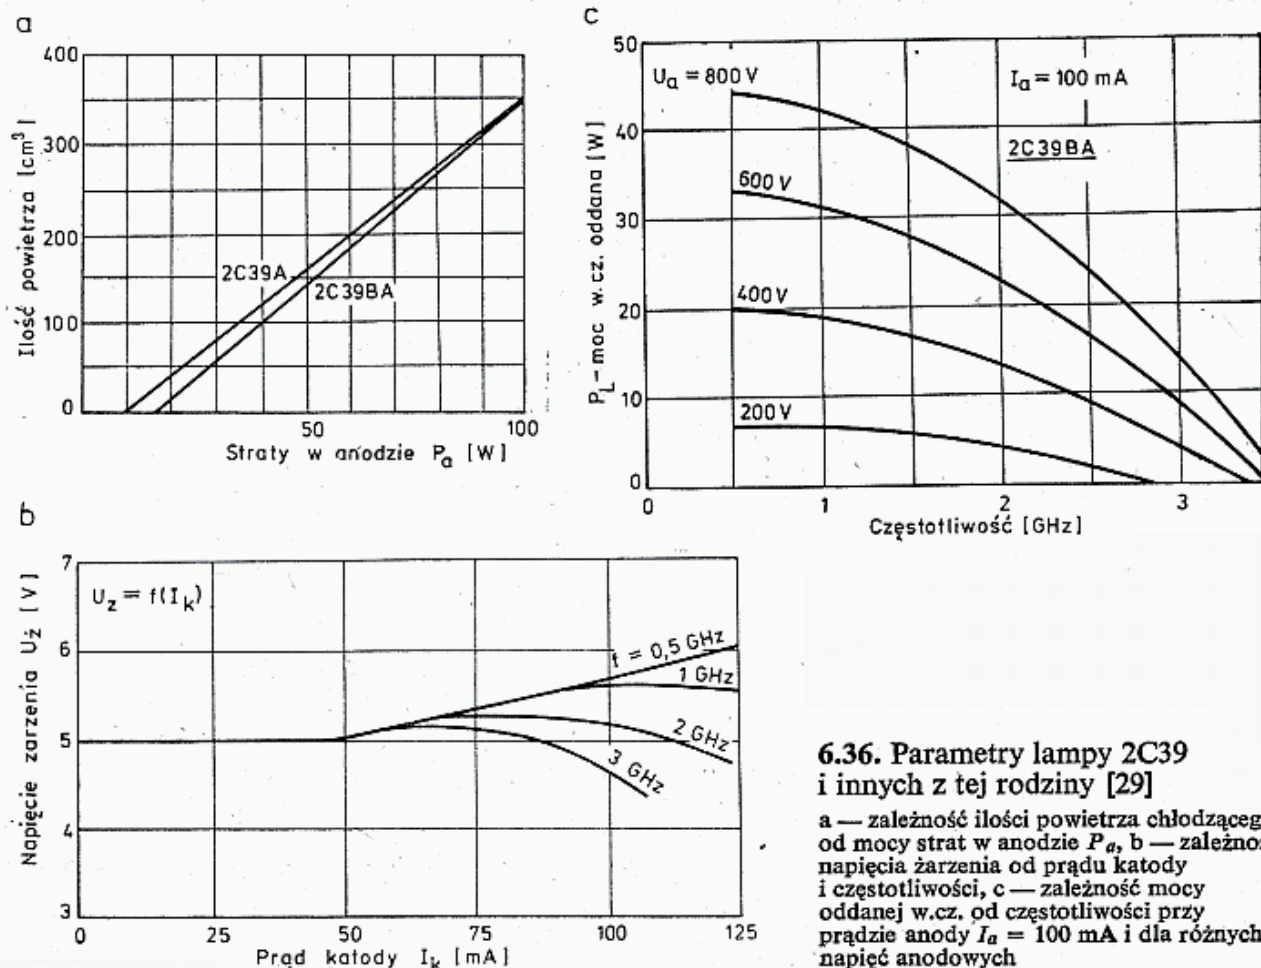 a
400
300
200
100
0
Ilość powietrza [cm³]
2C39A
2C39BA
50
100
Straty w anodzie Pa [W]
c
50
40
30
20
10
0
PL – moc w.cz. oddana [W]
Ua = 800 V
Ia = 100 mA
2C39BA
600 V
400 V
200 V
0
1
2
3
Częstotliwość [GHz]
b
7
6
5
4
3
Napięcie zarzenia Uż [V]
Uz = f(Ik)
f = 0,5 GHz
1 GHz
2 GHz
3 GHz
0
25
50
75
100
125
Prąd katody Ik [mA]
6.36. Parametry lampy 2C39
i innych z tej rodziny [29]
a — zależność ilości powietrza chłodząceg
od mocy strat w anodzie Pa, b — zależnoś
napięcia żarzenia od prądu katody
i częstotliwości, c — zależność mocy
oddanej w.cz. od częstotliwości przy
prądzie anody Ia = 100 mA i dla różnych
napięć anodowych